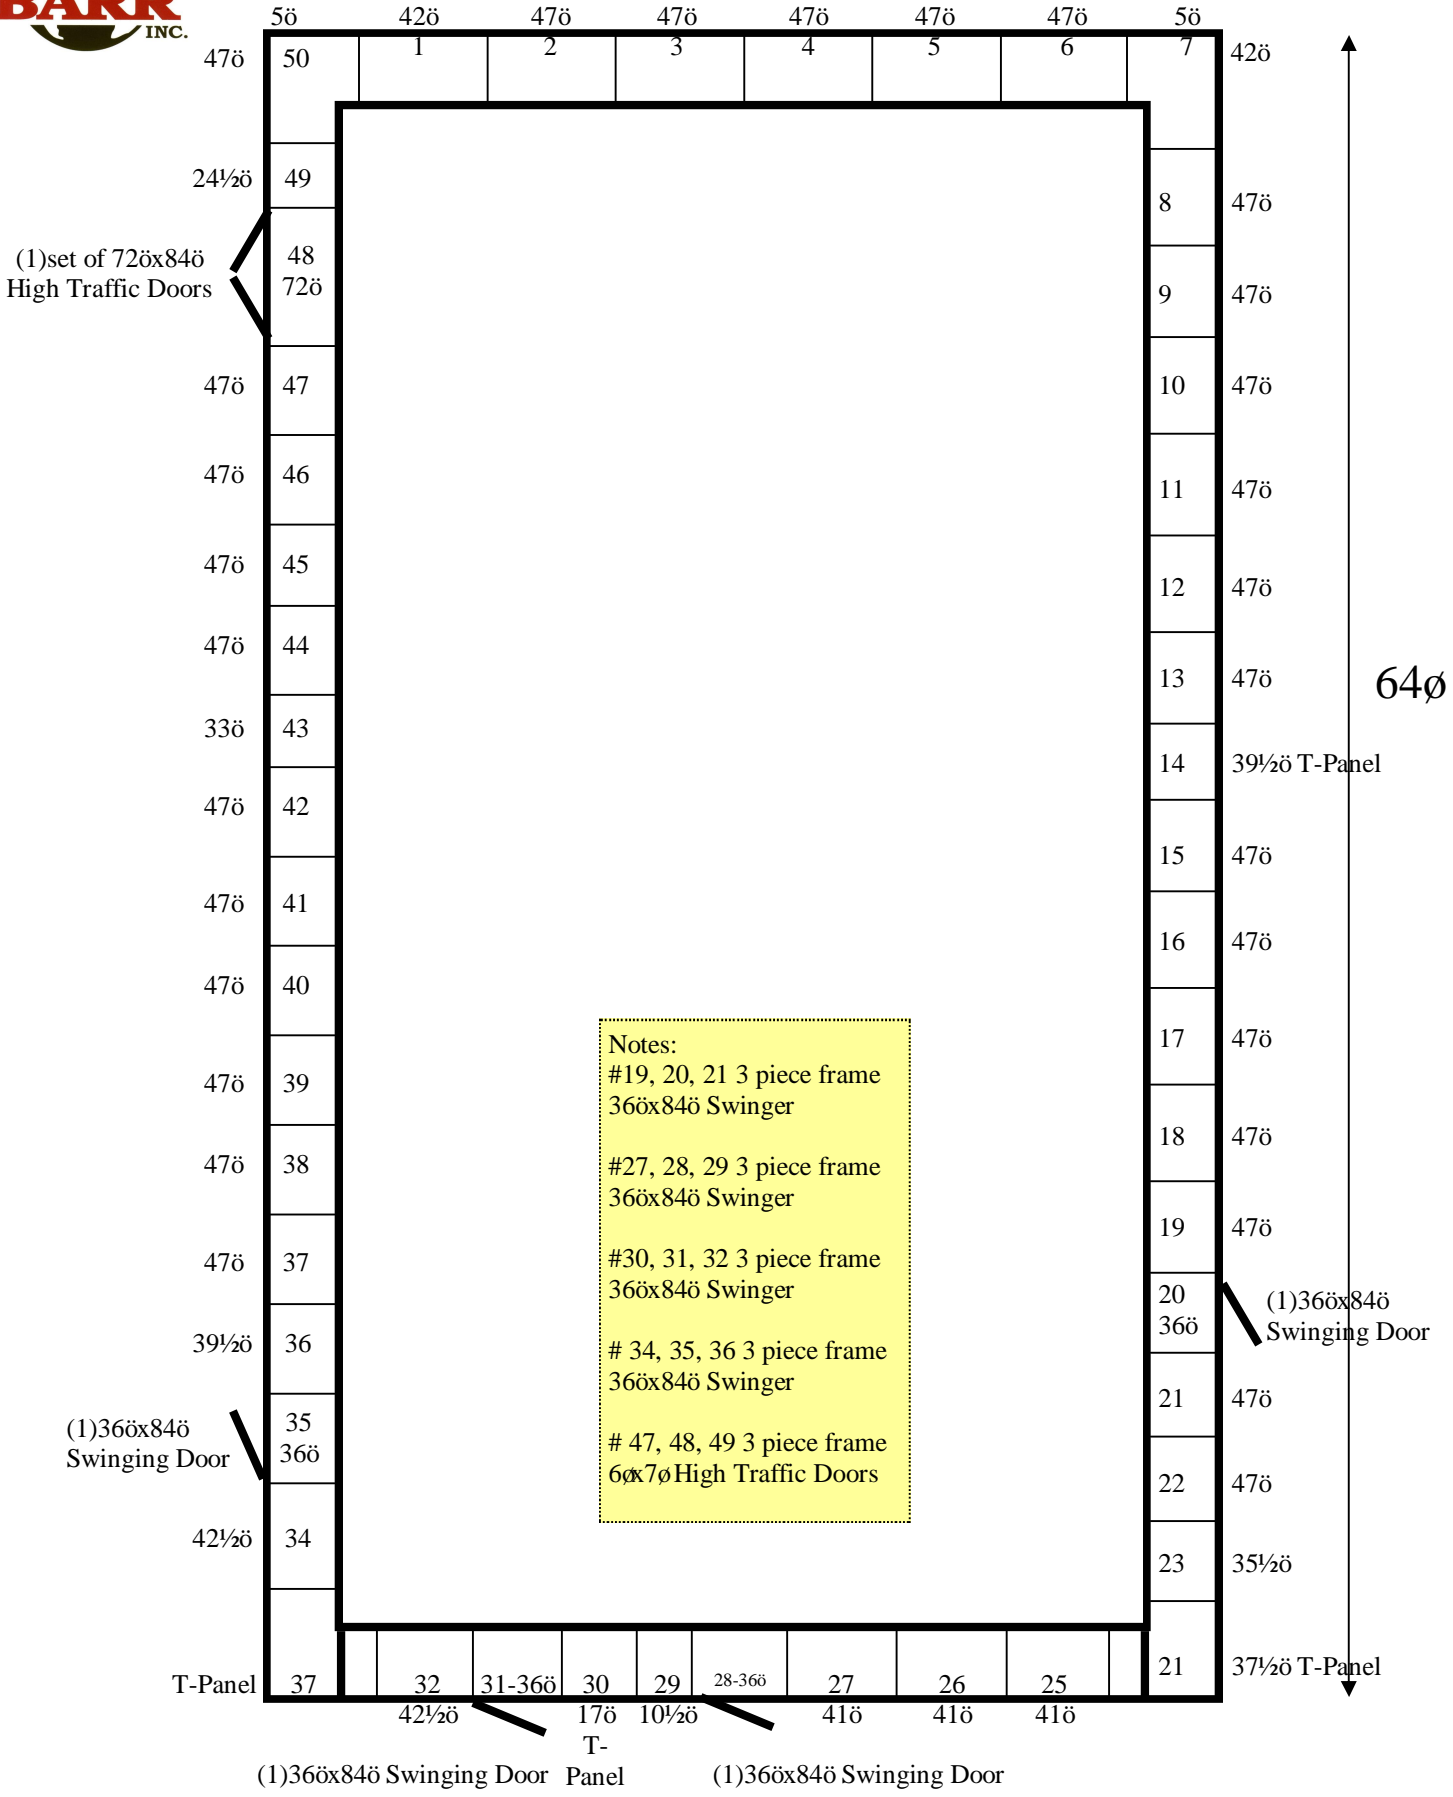 BARR
INC.
5ö 42ö 47ö 47ö 47ö 47ö 47ö 5ö
1 2 3 4 5 6 7
47ö 50 42ö
24½ö 49
8 47ö
(1)set of 72öx84ö
High Traffic Doors
48
72ö
9 47ö
47ö 47
10 47ö
47ö 46
11 47ö
47ö 45
12 47ö
47ö 44
13 47ö
64ø
33ö 43
14 39½ö T-Panel
47ö 42
15 47ö
47ö 41
16 47ö
47ö 40
17 47ö
47ö 39
18 47ö
47ö 38
19 47ö
47ö 37
20
36ö
(1)36öx84ö
Swinging Door
39½ö 36
21 47ö
(1)36öx84ö
Swinging Door
35
36ö
22 47ö
42½ö 34
23 35½ö
Notes:
#19, 20, 21 3 piece frame
36öx84ö Swinger
#27, 28, 29 3 piece frame
36öx84ö Swinger
#30, 31, 32 3 piece frame
36öx84ö Swinger
# 34, 35, 36 3 piece frame
36öx84ö Swinger
# 47, 48, 49 3 piece frame
6øx7ø High Traffic Doors
21 37½ö T-Panel
T-Panel 37 32 31-36ö 30 29 28-36ö 27 26 25
42½ö 17ö 10½ö 41ö 41ö 41ö
T-
Panel
(1)36öx84ö Swinging Door
(1)36öx84ö Swinging Door